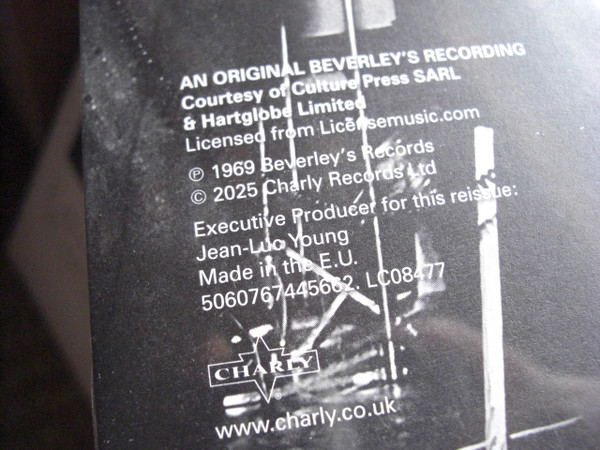 AN ORIGINAL BEVERLEY'S RECORDING
Courtesy of Culture Press SARL
& Hartglobe Limited
Licensed from Licensemusic.com
℗ 1969 Beverley's Records
© 2025 Charly Records Ltd
Executive Producer for this reissue:
Jean-Luc Young
Made in the E.U.
5060767445662. LC08477
CHARLY
www.charly.co.uk